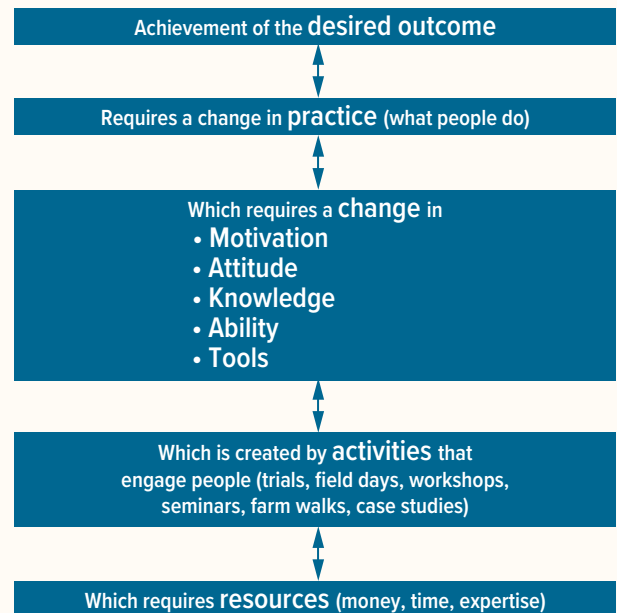 Achievement of the desired outcome
Requires a change in practice (what people do)
Which requires a change in
• Motivation
• Attitude
• Knowledge
• Ability
• Tools
Which is created by activities that
engage people (trials, field days, workshops,
seminars, farm walks, case studies)
Which requires resources (money, time, expertise)